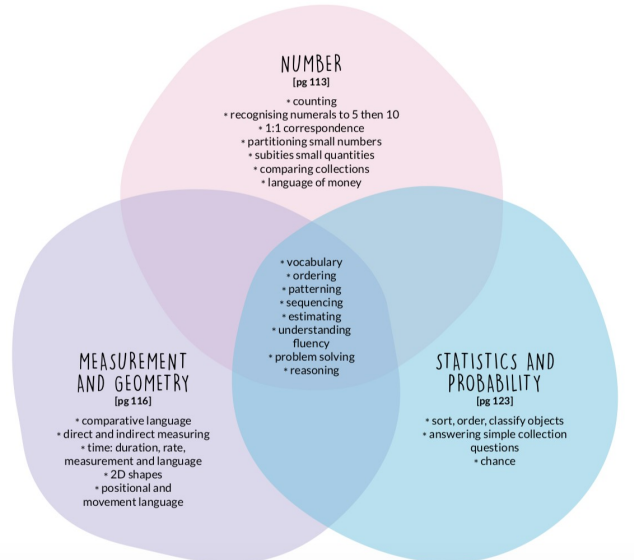 NUMBER
[pg 113]
* counting
* recognising numerals to 5 then 10
* 1:1 correspondence
* partitioning small numbers
* subities small quantities
* comparing collections
* language of money
* vocabulary
* ordering
* patterning
* sequencing
* estimating
* understanding
fluency
* problem solving
* reasoning
MEASUREMENT
AND GEOMETRY
[pg 116]
* comparative language
* direct and indirect measuring
* time: duration, rate,
measurement and language
* 2D shapes
* positional and
movement language
STATISTICS AND
PROBABILITY
[pg 123]
* sort, order, classify objects
* answering simple collection
questions
* chance